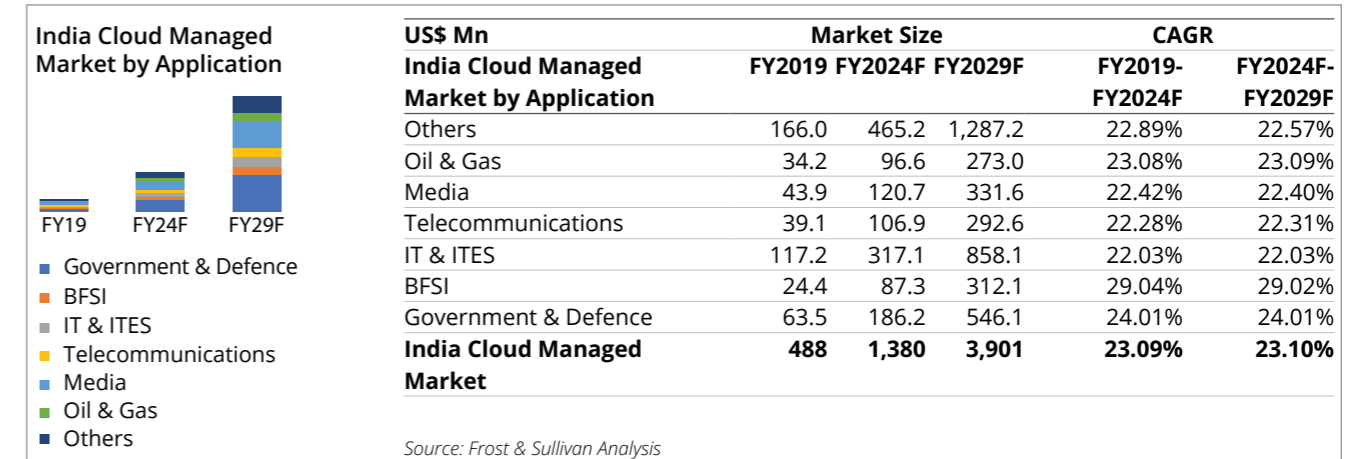 India Cloud Managed
Market by Application
FY19 FY24F FY29F
Government & Defence
BFSI
IT & ITES
Telecommunications
Media
Oil & Gas
Others
US$ Mn Market Size CAGR
India Cloud Managed FY2019 FY2024F FY2029F FY2019- FY2024F-
Market by Application FY2024F FY2029F
Others 166.0 465.2 1,287.2 22.89% 22.57%
Oil & Gas 34.2 96.6 273.0 23.08% 23.09%
Media 43.9 120.7 331.6 22.42% 22.40%
Telecommunications 39.1 106.9 292.6 22.28% 22.31%
IT & ITES 117.2 317.1 858.1 22.03% 22.03%
BFSI 24.4 87.3 312.1 29.04% 29.02%
Government & Defence 63.5 186.2 546.1 24.01% 24.01%
India Cloud Managed 488 1,380 3,901 23.09% 23.10%
Market
Source: Frost & Sullivan Analysis